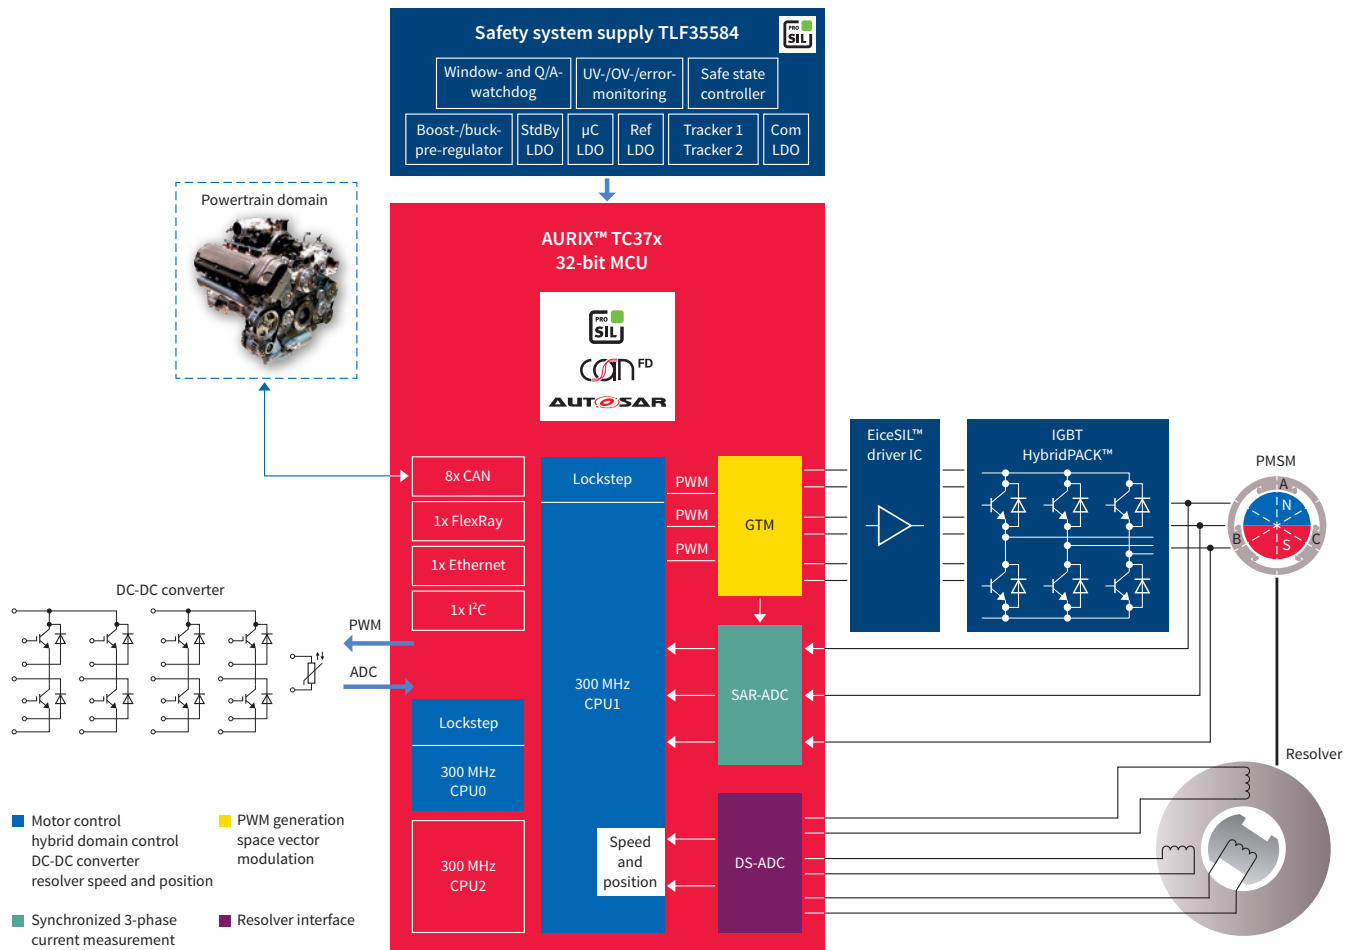 Safety system supply TLF35584
PRO
SIL
Window- and Q/A-
watchdog
UV-/OV-/error-
monitoring
Safe state
controller
Boost-/buck-
pre-regulator
StdBy
LDO
µC
LDO
Ref
LDO
Tracker 1
Tracker 2
Com
LDO
Powertrain domain
AURIX™ TC37x
32-bit MCU
PRO
SIL
CAN FD
AUTOSAR
8x CAN
1x FlexRay
1x Ethernet
1x I²C
Lockstep
300 MHz
CPU1
PWM
PWM
PWM
GTM
EiceSIL™
driver IC
IGBT
HybridPACK™
PMSM
A
N
B
C
S
DC-DC converter
PWM
ADC
Lockstep
300 MHz
CPU0
300 MHz
CPU2
SAR-ADC
Resolver
Speed
and
position
DS-ADC
Motor control
hybrid domain control
DC-DC converter
resolver speed and position
PWM generation
space vector
modulation
Synchronized 3-phase
current measurement
Resolver interface